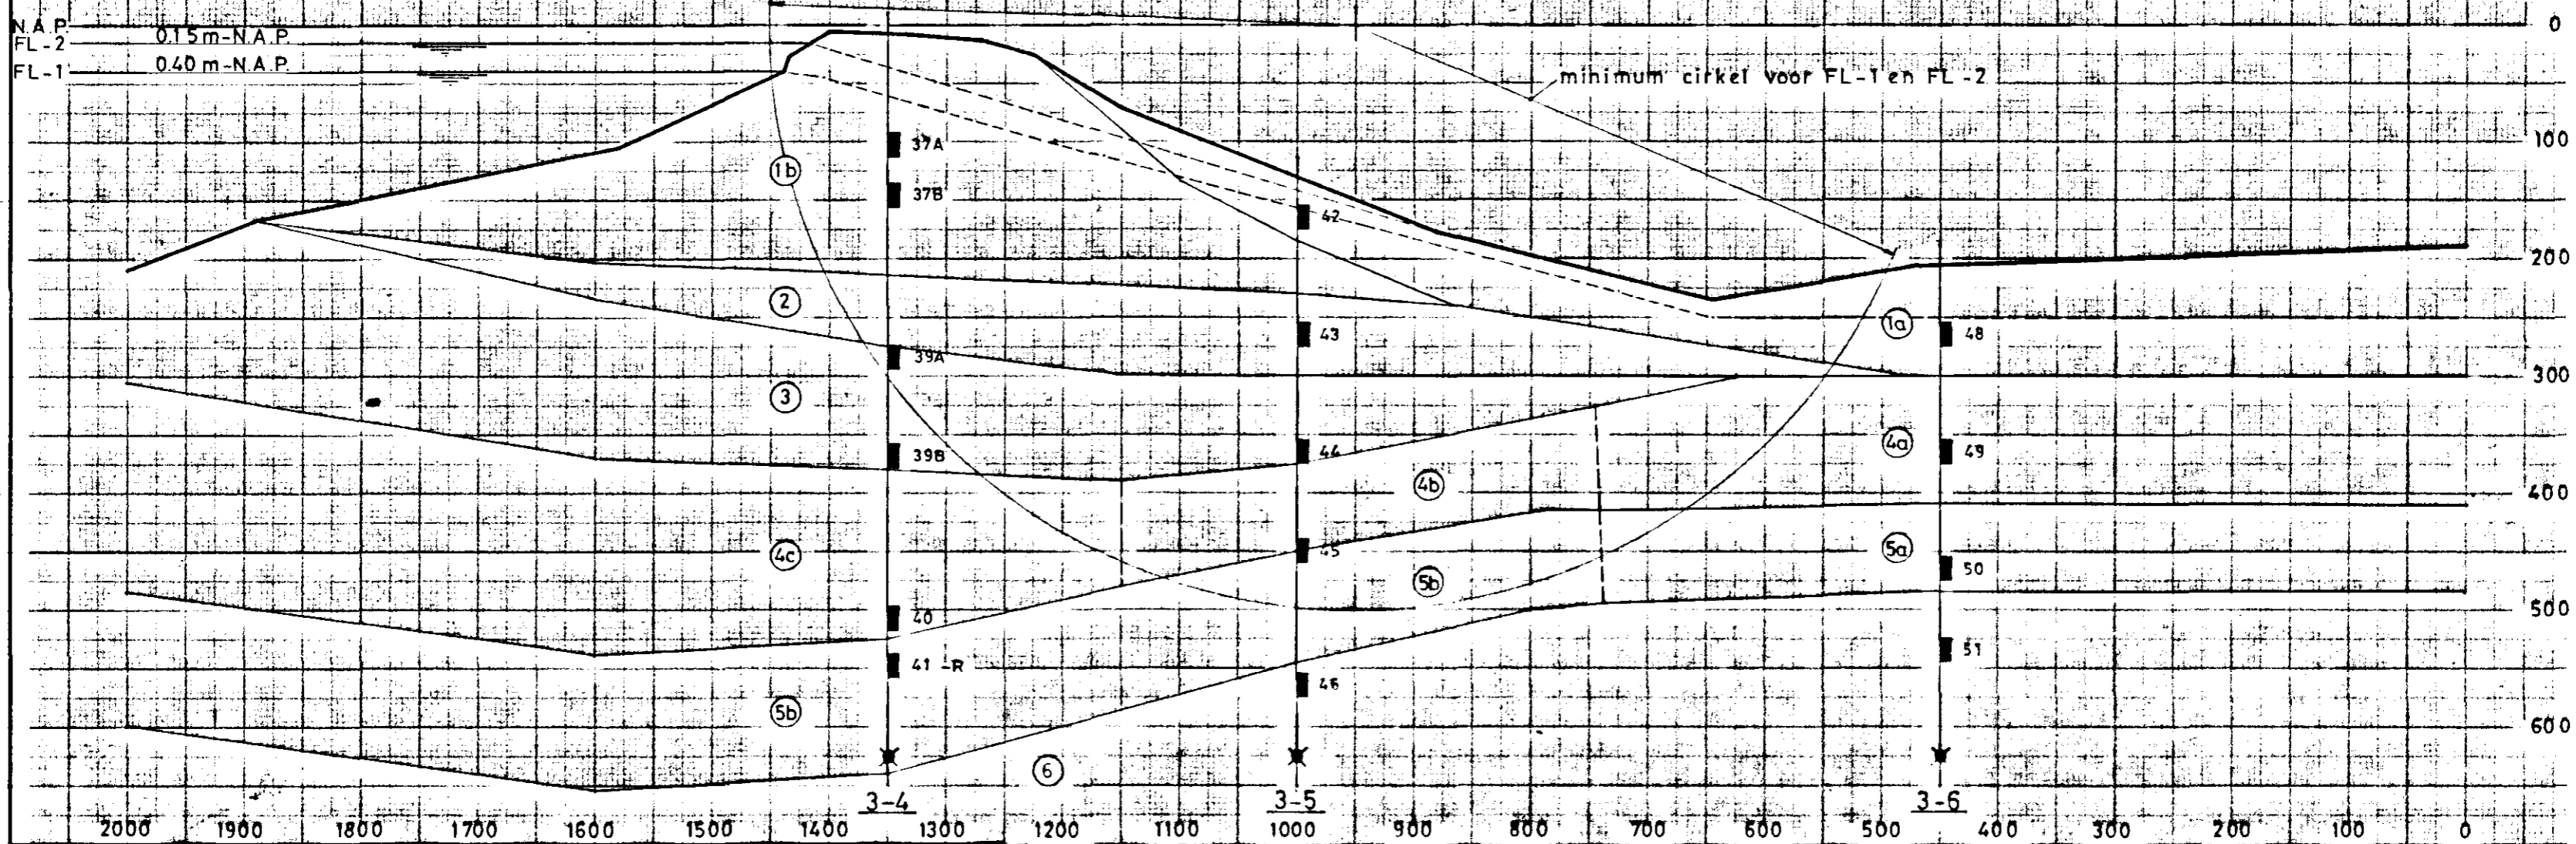 N.A.P.
0
FL-2
0.15 m-N.A.P.
FL-1
0.40 m-N.A.P.
minimum cirkel voor FL-1 en FL-2
37A
100
1b
37B
42
200
2
1a
43
48
39A
300
3
4a
39B
44
49
4b
400
4c
45
5a
5b
50
40
500
41 -R
51
46
5b
600
6
3-4
3-5
3-6
2000 1900 1800 1700 1600 1500 1400 1300 1200 1100 1000 900 800 700 600 500 400 300 200 100 0